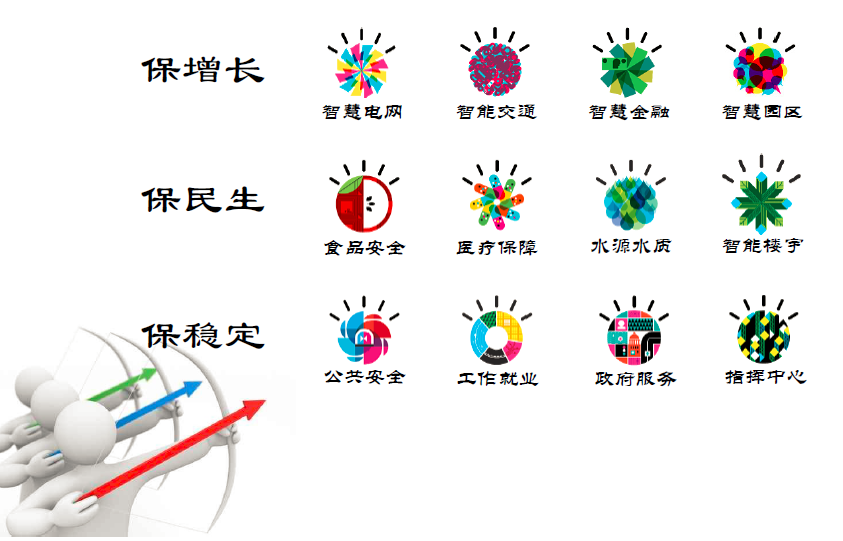 保增长
智慧电网 智能交通 智慧金融 智慧园区
保民生
食品安全 医疗保障 水源水质 智能楼宇
保稳定
公共安全 工作就业 政府服务 指挥中心